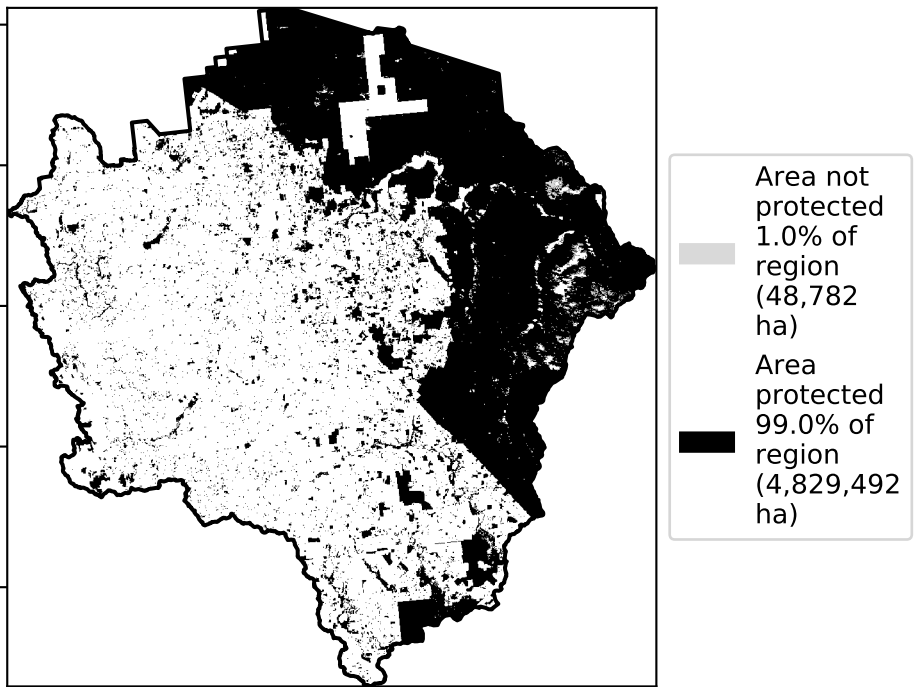 Area not
protected
1.0% of
region
(48,782
ha)
Area
protected
99.0% of
region
(4,829,492
ha)